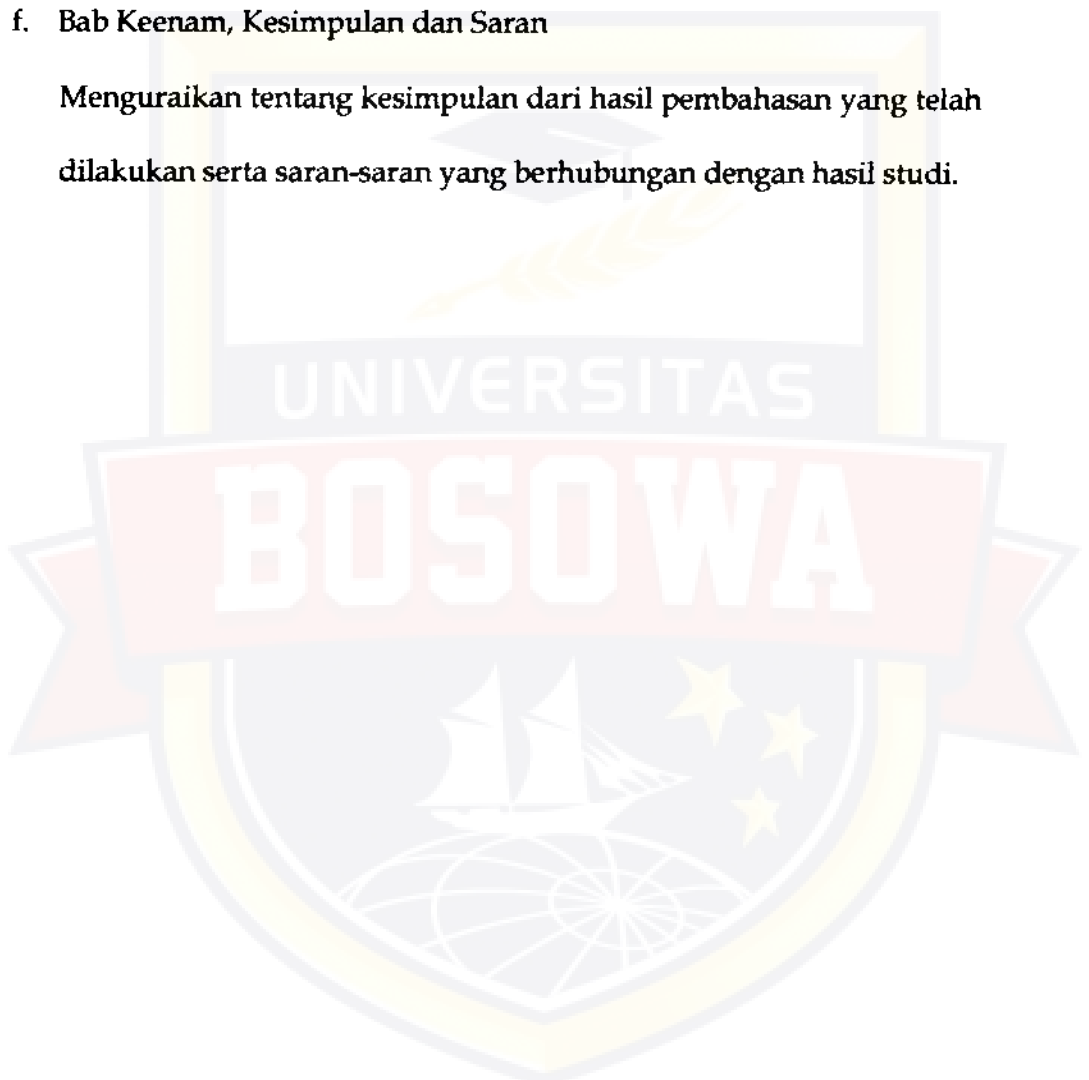 f. Bab Keenam, Kesimpulan dan Saran
Menguraikan tentang kesimpulan dari hasil pembahasan yang telah
dilakukan serta saran-saran yang berhubungan dengan hasil studi.
UNIVERSITAS
BOSOWA